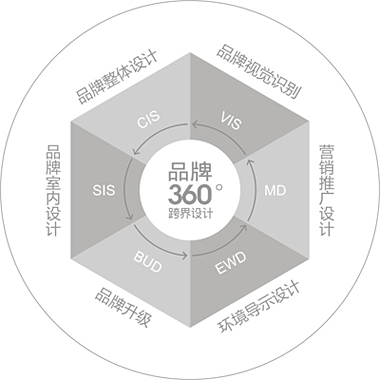 品牌整体设计
品牌视觉识别
CIS
VIS
品牌室内设计
SIS
品牌
360°
跨界设计
MD
营销推广设计
BUD
EWD
品牌升级
环境导示设计